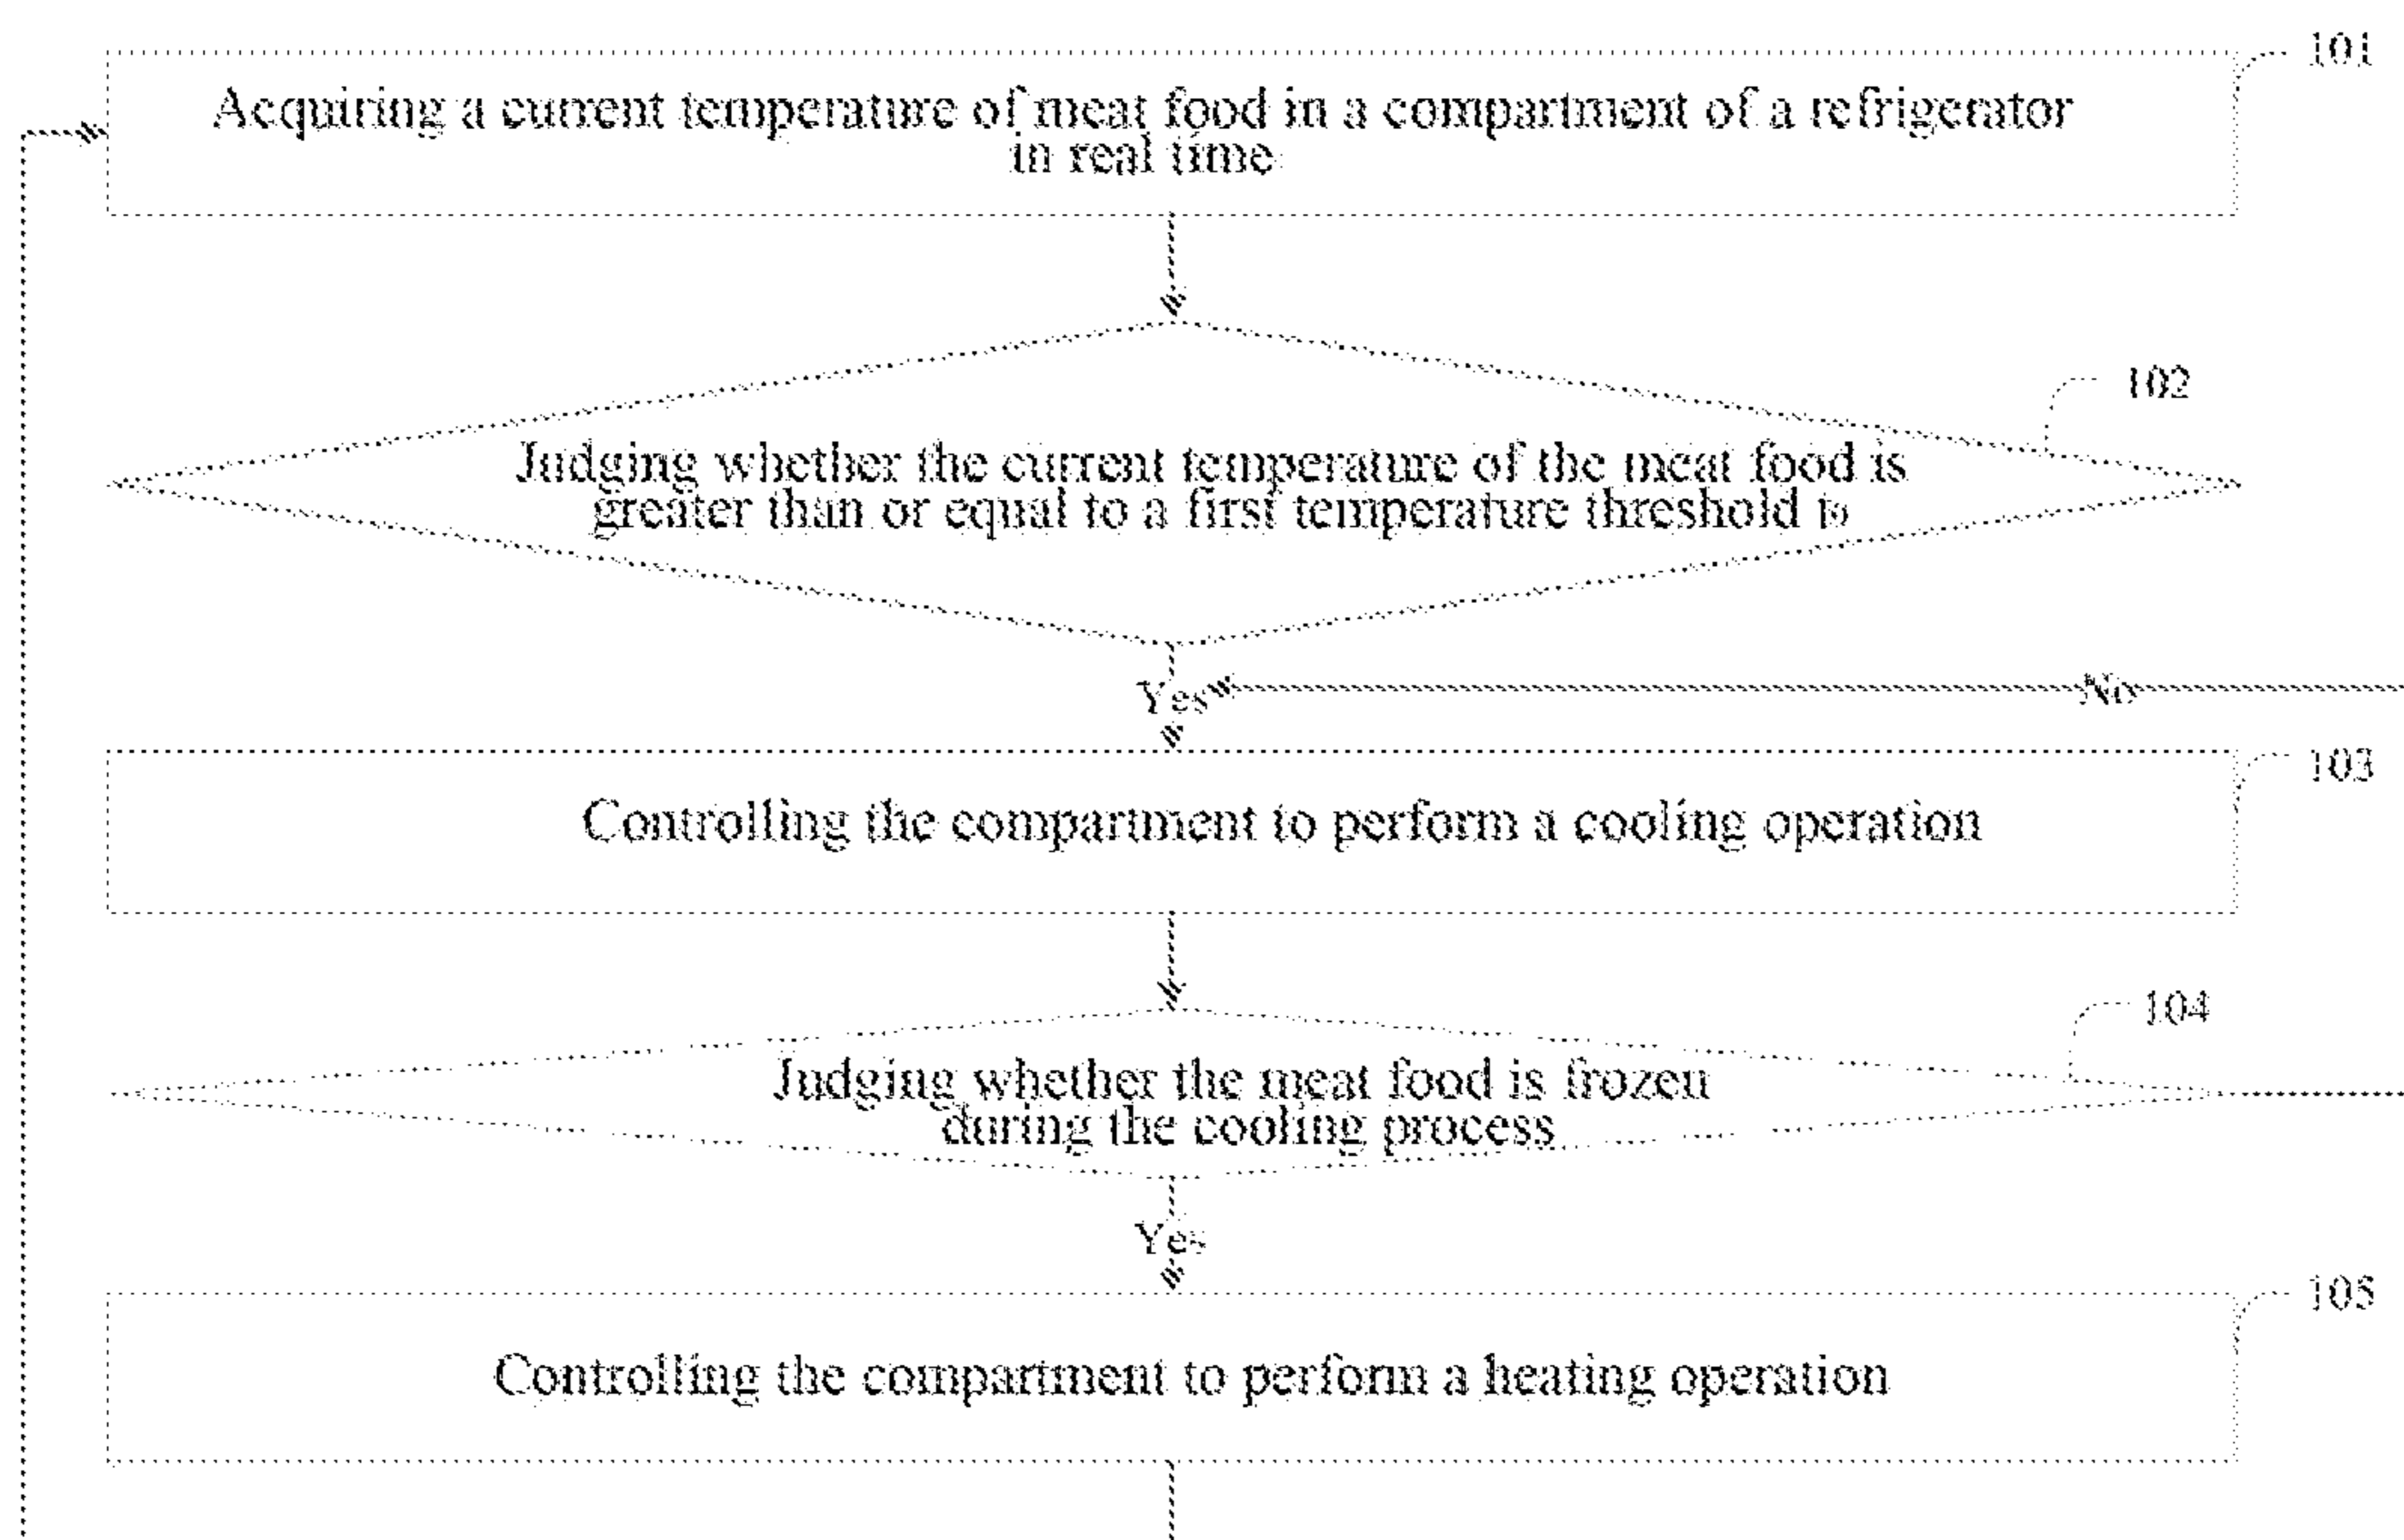 101
Acquiring a current temperature of meat food in a compartment of a refrigerator
in real time
102
Judging whether the current temperature of the meat food is
greater than or equal to a first temperature threshold is
Yes
No
103
Controlling the compartment to perform a cooling operation
104
Judging whether the meat food is frozen
during the cooling process
Yes
105
Controlling the compartment to perform a heating operation